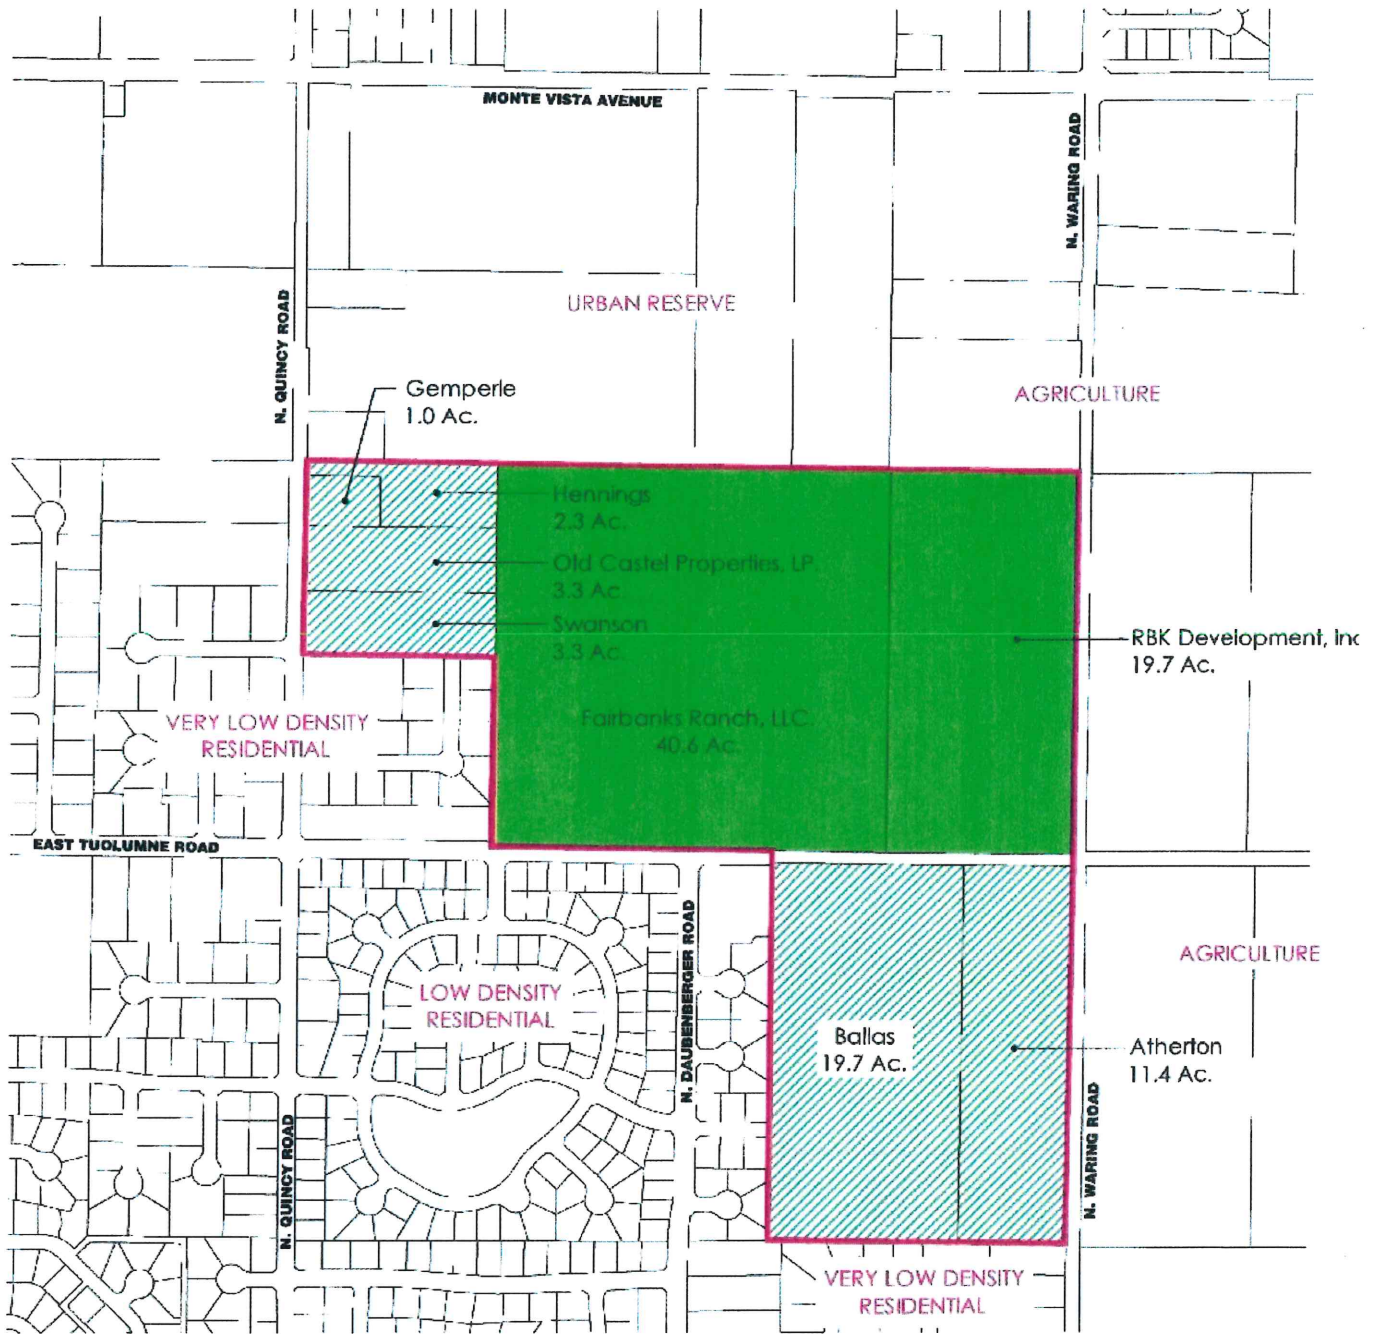 MONTE VISTA AVENUE
N. WARING ROAD
N. QUINCY ROAD
URBAN RESERVE
AGRICULTURE
Gemperle
1.0 Ac.
Hennings
2.3 Ac.
Old Castel Properties, LP.
3.3 Ac.
Swanson
3.3 Ac.
RBK Development, Inc
19.7 Ac.
Fairbanks Ranch, LLC.
40.6 Ac.
VERY LOW DENSITY
RESIDENTIAL
EAST TUOLUMNE ROAD
N. DAUBENBERGER ROAD
AGRICULTURE
LOW DENSITY
RESIDENTIAL
Ballas
19.7 Ac.
Atherton
11.4 Ac.
N. QUINCY ROAD
N. WARING ROAD
VERY LOW DENSITY
RESIDENTIAL